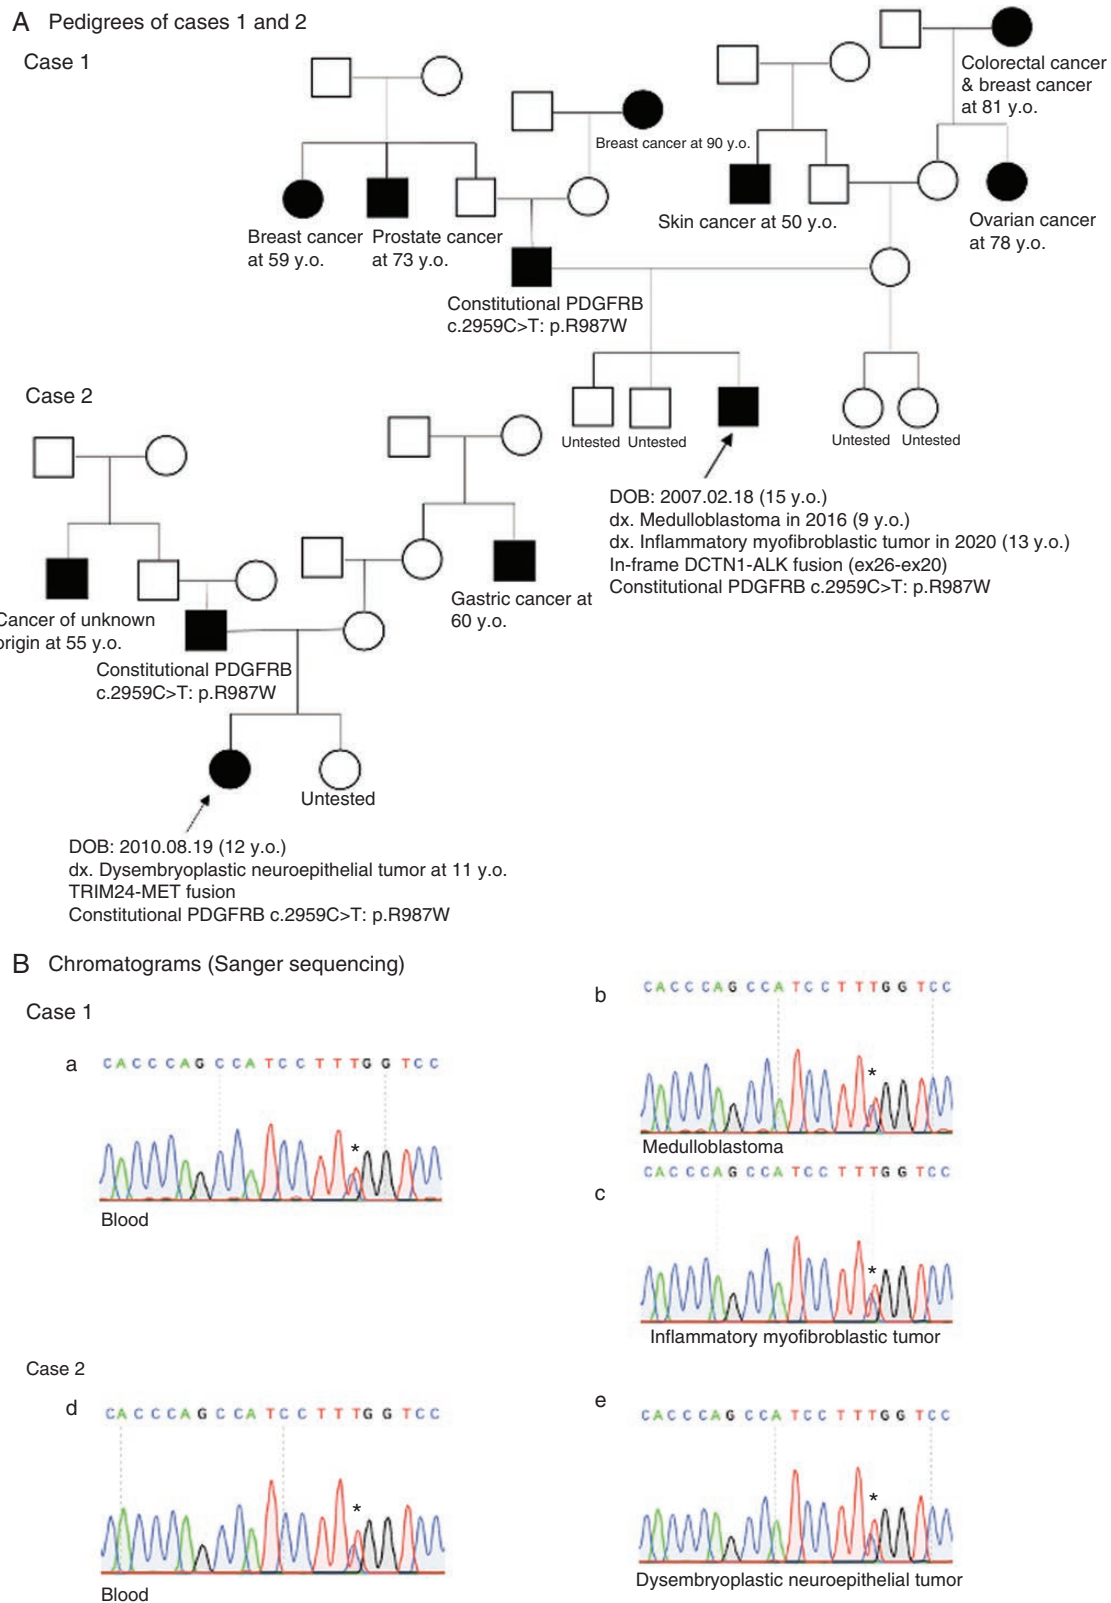 A Pedigrees of cases 1 and 2
Case 1
Colorectal cancer
& breast cancer
at 81 y.o.
Breast cancer at 90 y.o.
Breast cancer
at 59 y.o.
Prostate cancer
at 73 y.o.
Skin cancer at 50 y.o.
Ovarian cancer
at 78 y.o.
Constitutional PDGFRB
c.2959C>T: p.R987W
Untested
Untested
Untested
Untested
DOB: 2007.02.18 (15 y.o.)
dx. Medulloblastoma in 2016 (9 y.o.)
dx. Inflammatory myofibroblastic tumor in 2020 (13 y.o.)
In-frame DCTN1-ALK fusion (ex26-ex20)
Constitutional PDGFRB c.2959C>T: p.R987W
Case 2
Cancer of unknown
origin at 55 y.o.
Gastric cancer at
60 y.o.
Constitutional PDGFRB
c.2959C>T: p.R987W
Untested
DOB: 2010.08.19 (12 y.o.)
dx. Dysembryoplastic neuroepithelial tumor at 11 y.o.
TRIM24-MET fusion
Constitutional PDGFRB c.2959C>T: p.R987W
B Chromatograms (Sanger sequencing)
Case 1
a
C A C C C A G C C A T C C T T T G G T C C
*
Blood
b
C A C C C A G C C A T C C T T T G G T C C
*
Medulloblastoma
c
C A C C C A G C C A T C C T T T G G T C C
*
Inflammatory myofibroblastic tumor
Case 2
d
C A C C C A G C C A T C C T T T G G T C C
*
Blood
e
C A C C C A G C C A T C C T T T G G T C C
*
Dysembryoplastic neuroepithelial tumor